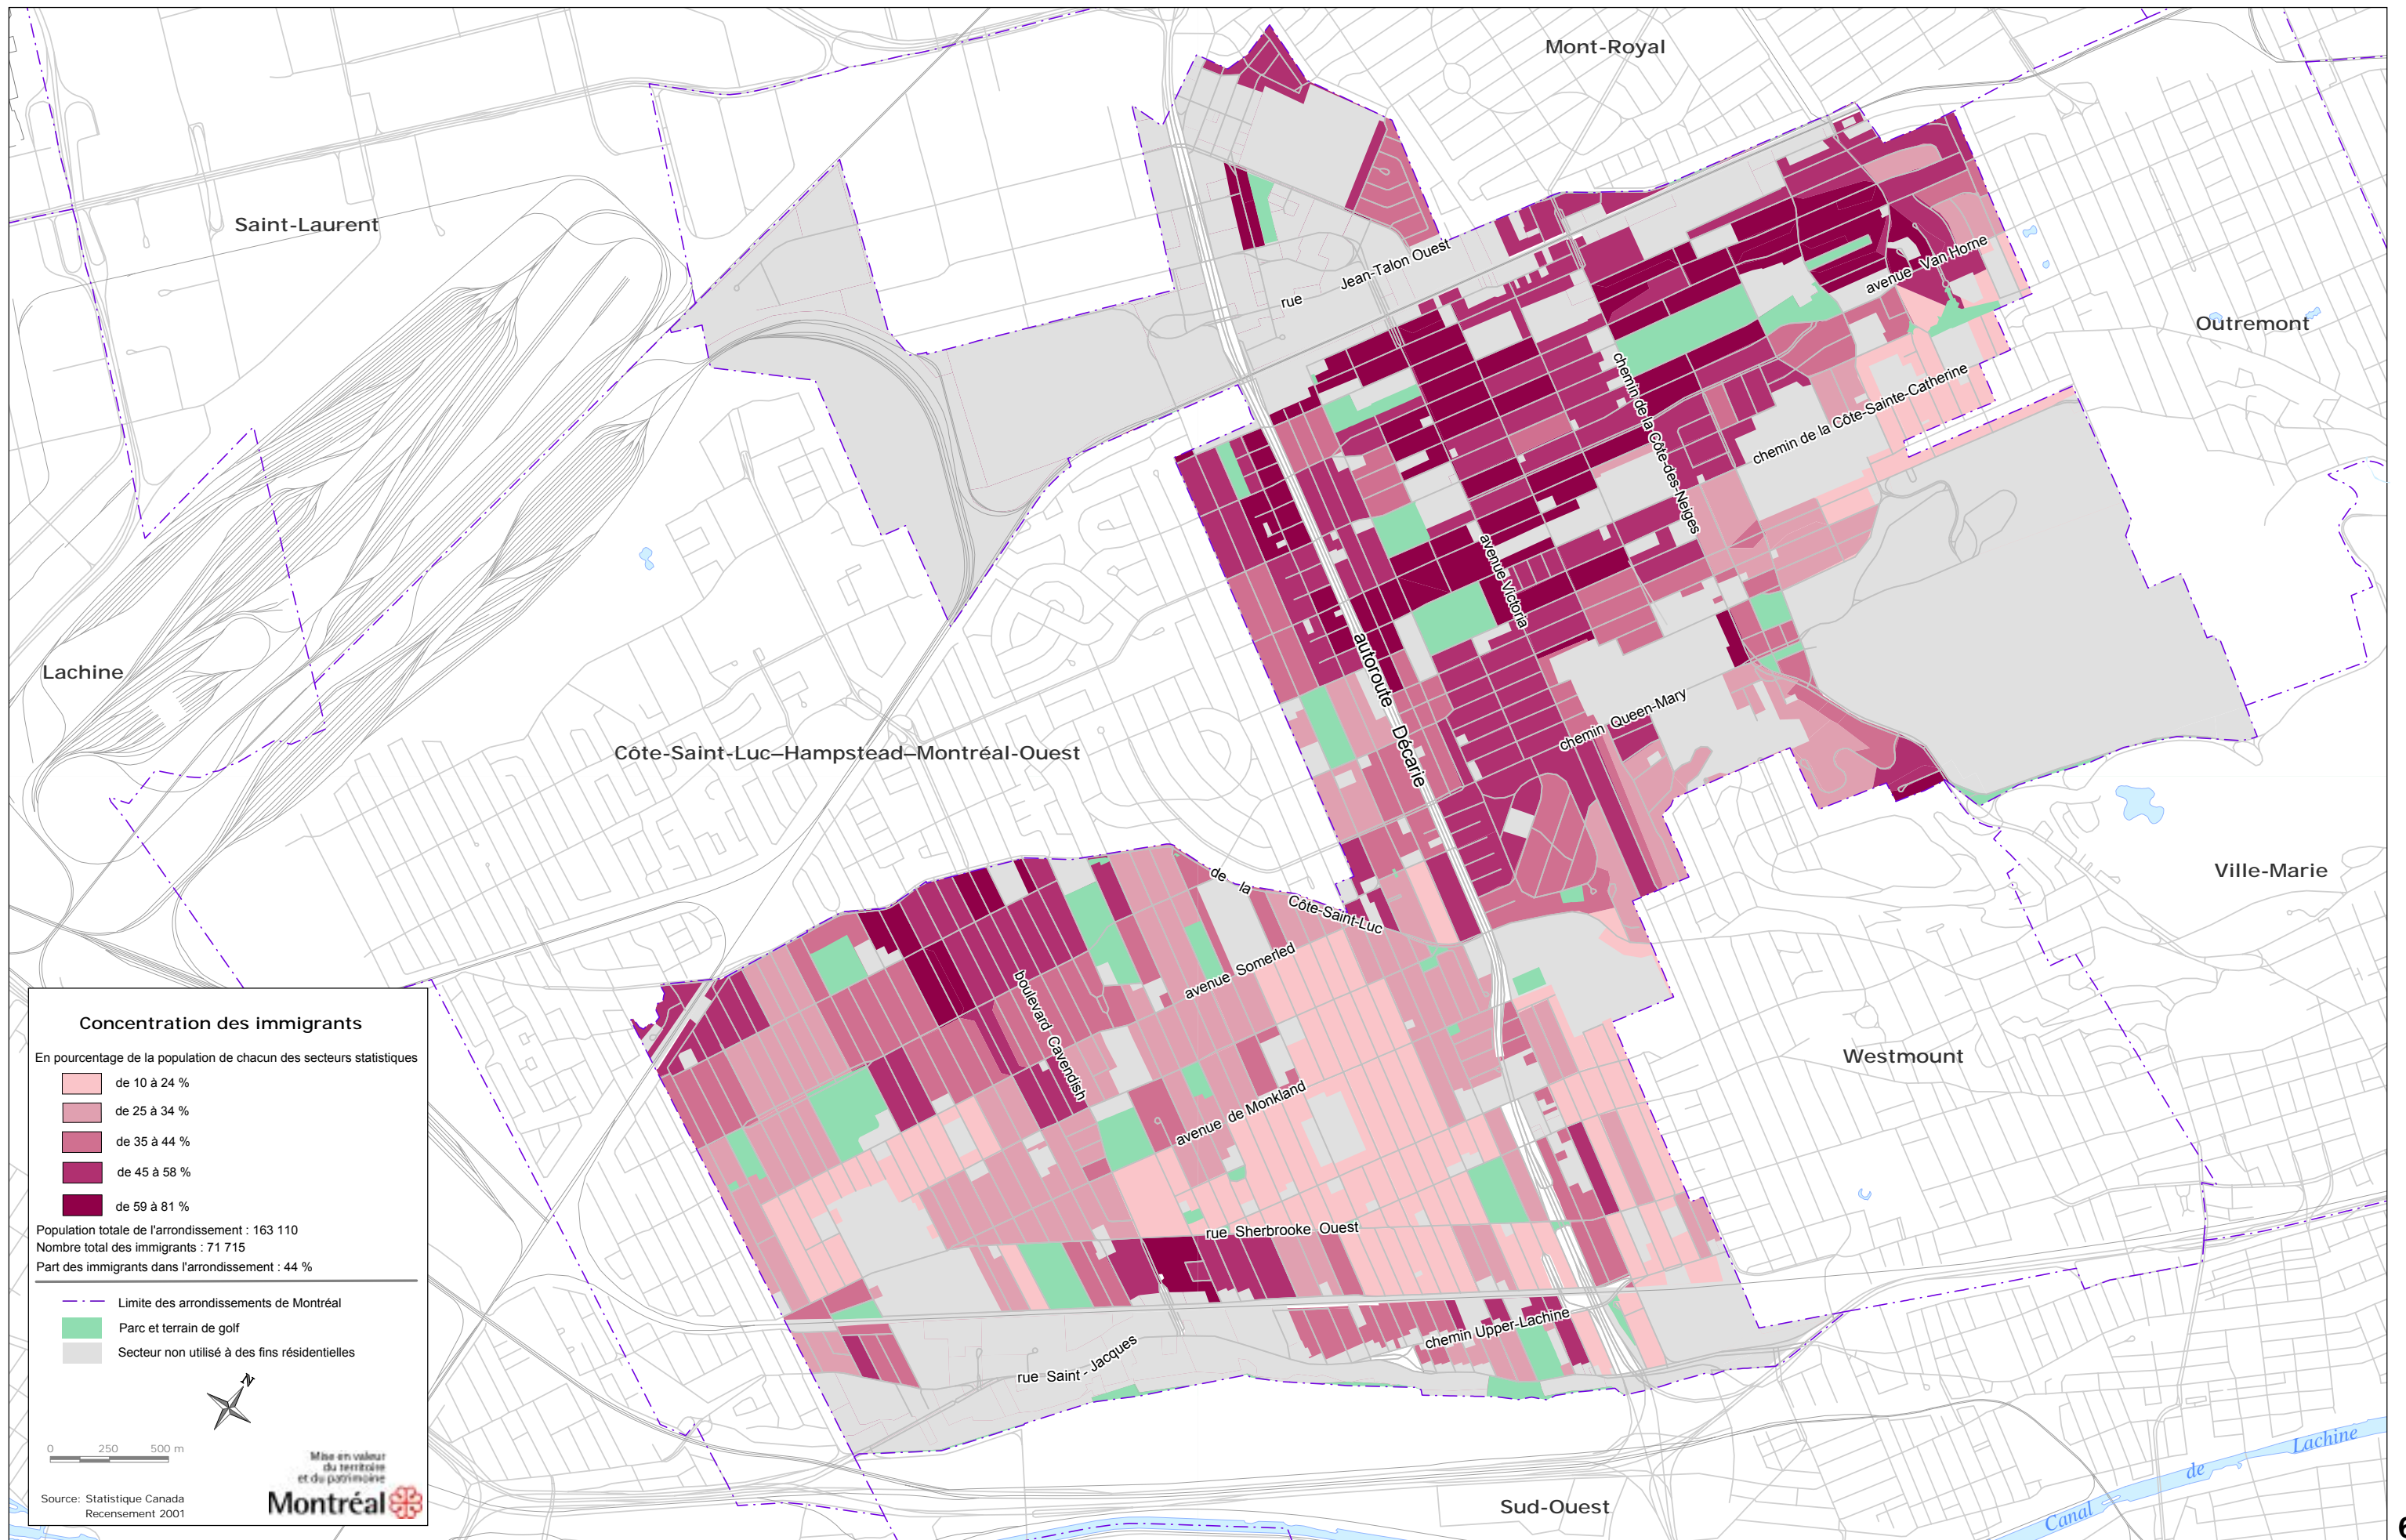 Mont-Royal
Saint-Laurent
rue Jean-Talon Ouest
avenue Van Horne
Outremont
chemin de la Côte-des-Neiges
chemin de la Côte-Sainte-Catherine
avenue Victoria
autoroute Décarie
Lachine
chemin Queen-Mary
Côte-Saint-Luc–Hampstead–Montréal-Ouest
Ville-Marie
de la Côte-Saint-Luc
avenue Somerled
boulevard Cavendish
Westmount
avenue de Monkland
rue Sherbrooke Ouest
chemin Upper-Lachine
rue Saint-Jacques
Sud-Ouest
Canal de Lachine
Concentration des immigrants
En pourcentage de la population de chacun des secteurs statistiques
de 10 à 24 %
de 25 à 34 %
de 35 à 44 %
de 45 à 58 %
de 59 à 81 %
Population totale de l'arrondissement : 163 110
Nombre total des immigrants : 71 715
Part des immigrants dans l'arrondissement : 44 %
Limite des arrondissements de Montréal
Parc et terrain de golf
Secteur non utilisé à des fins résidentielles
N
0 250 500 m
Mise en valeur
du territoire
et du patrimoine
Montréal
Source: Statistique Canada
Recensement 2001